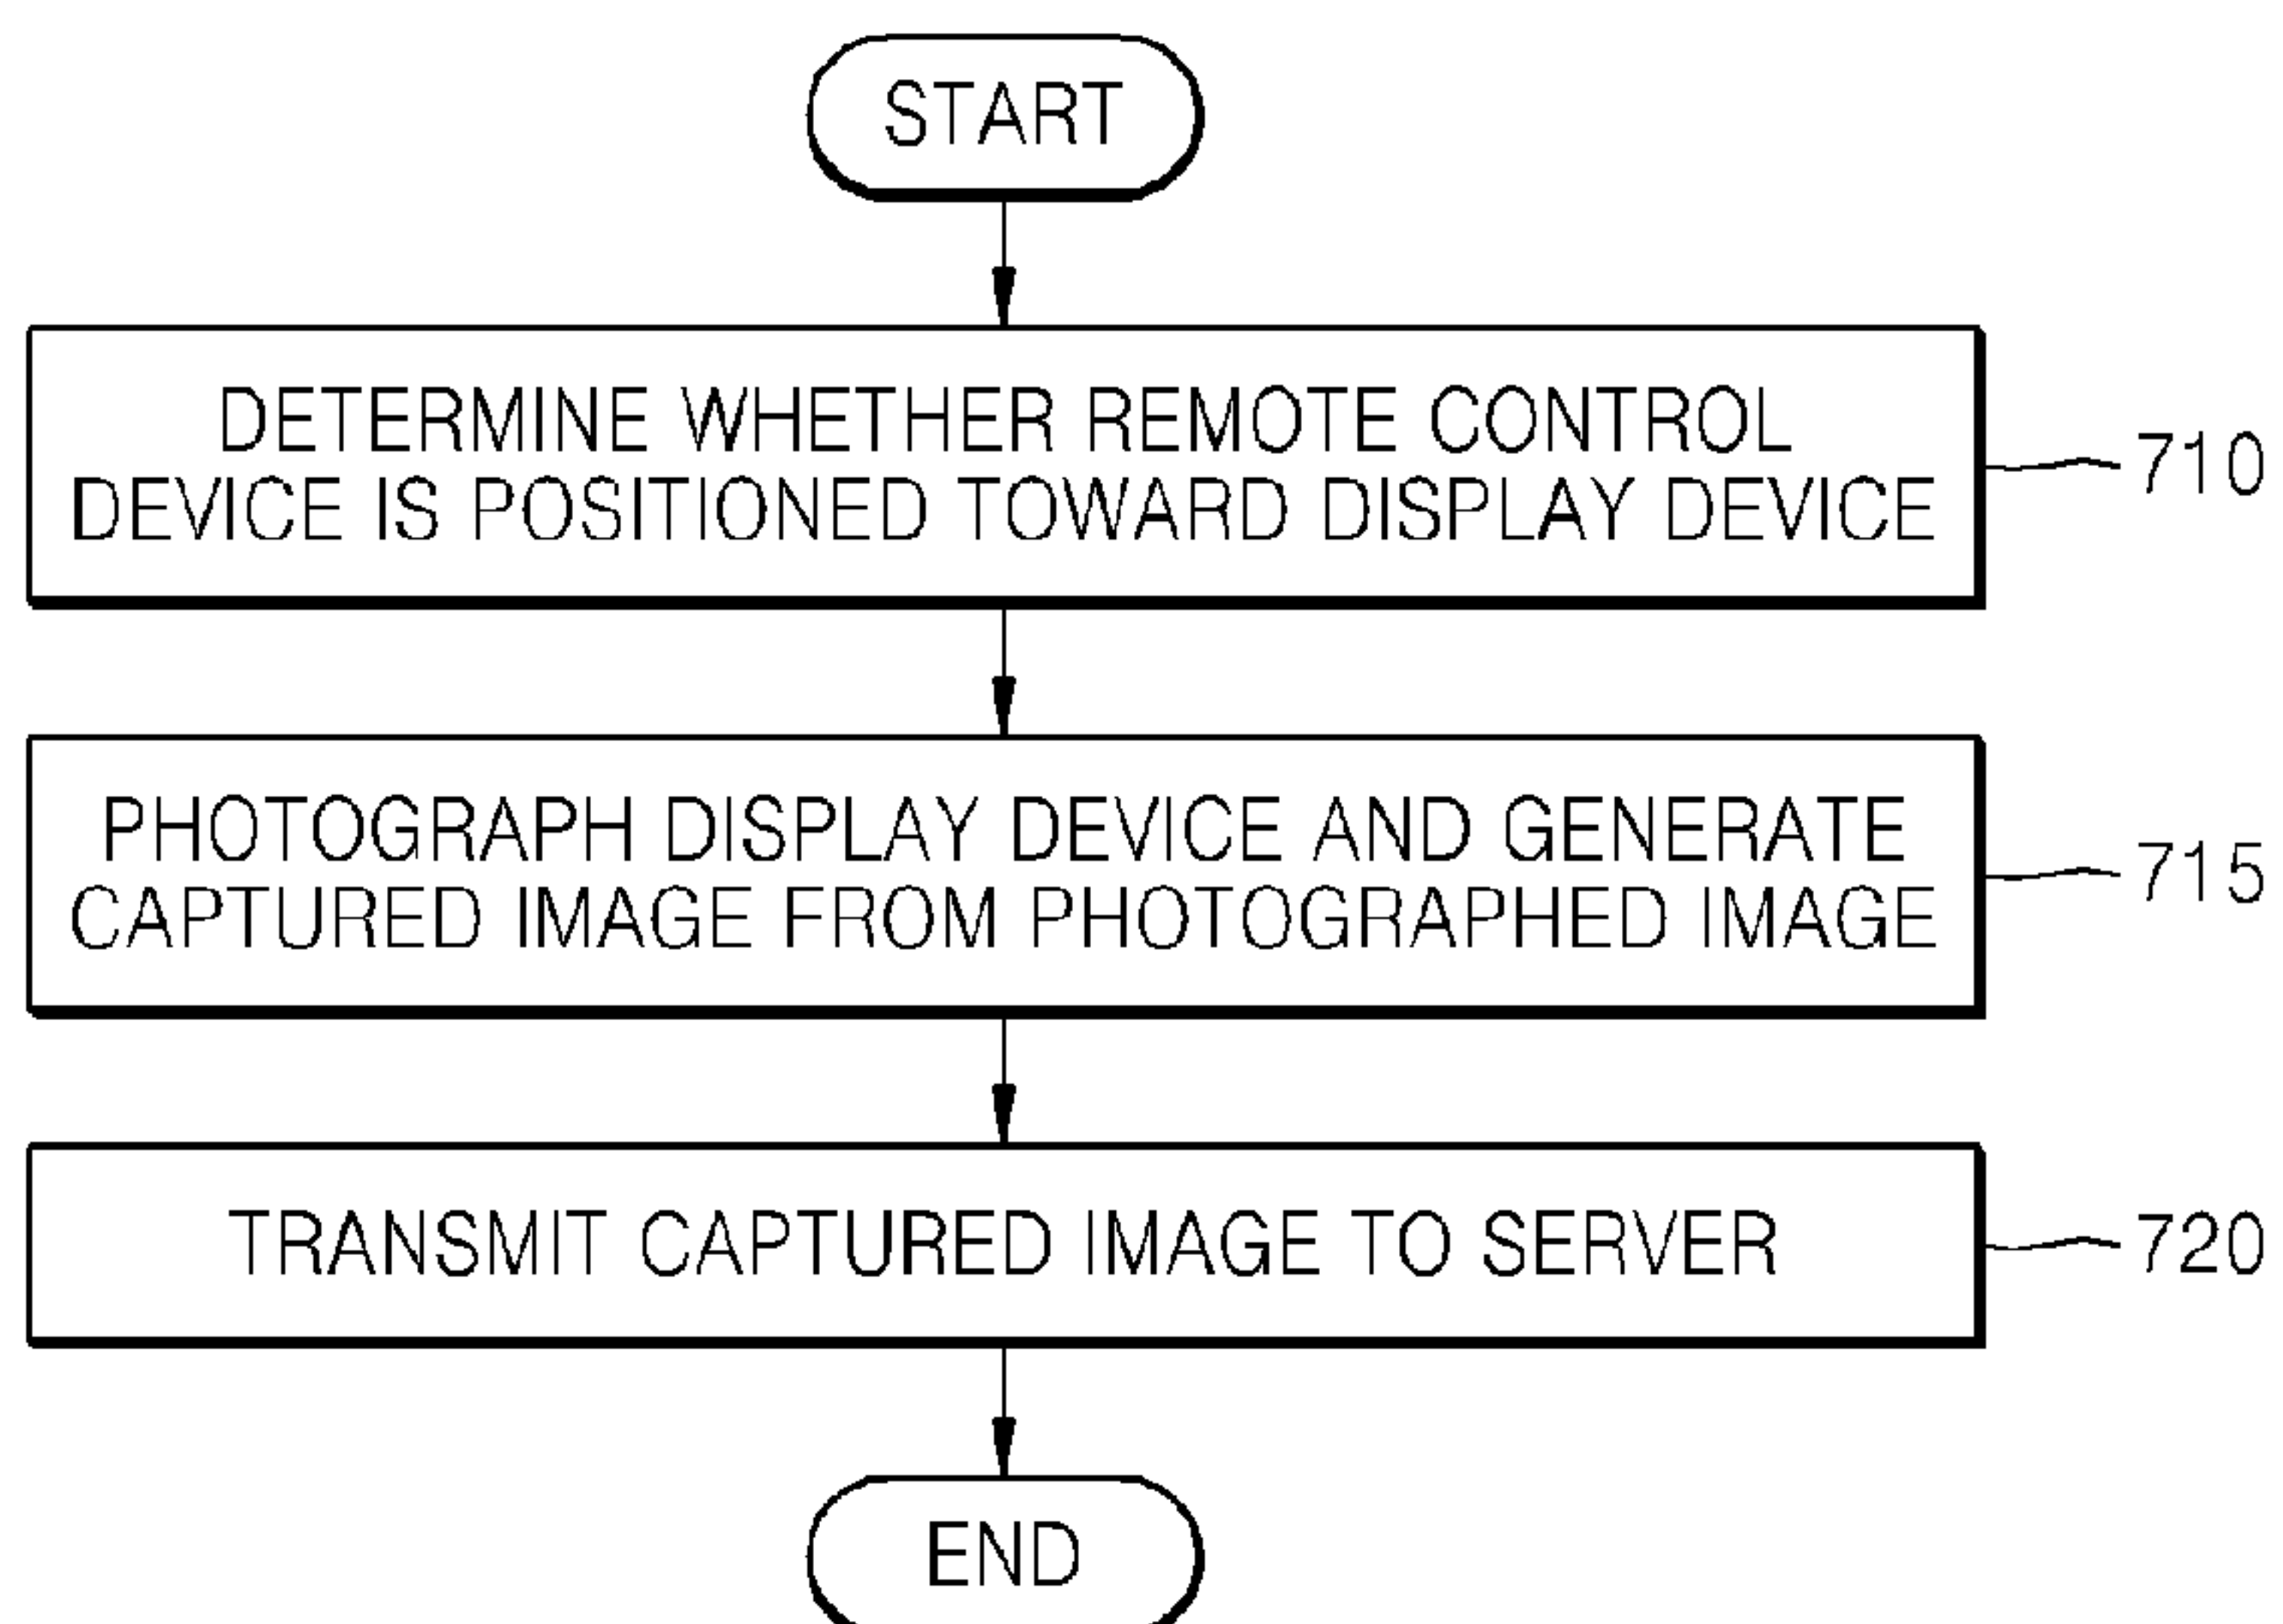 START
DETERMINE WHETHER REMOTE CONTROL
DEVICE IS POSITIONED TOWARD DISPLAY DEVICE
710
PHOTOGRAPH DISPLAY DEVICE AND GENERATE
CAPTURED IMAGE FROM PHOTOGRAPHED IMAGE
715
TRANSMIT CAPTURED IMAGE TO SERVER
720
END